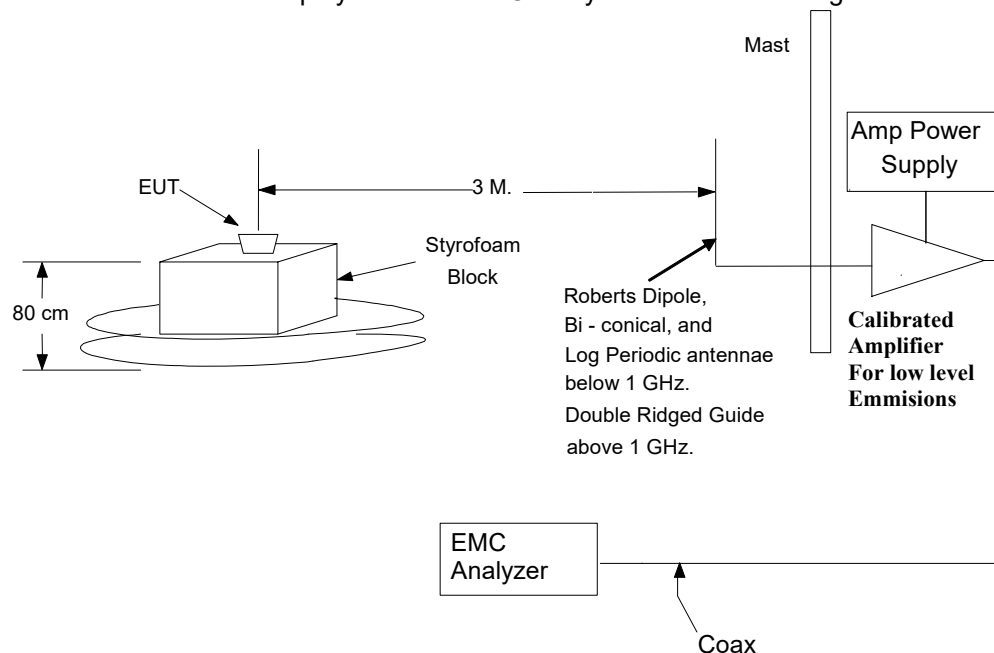 Mast
Amp Power
Supply
EUT
3 M.
Styrofoam
Block
80 cm
Roberts Dipole,
Bi - conical, and
Log Periodic antennae
below 1 GHz.
Double Ridged Guide
above 1 GHz.
Calibrated
Amplifier
For low level
Emmisions
EMC
Analyzer
Coax